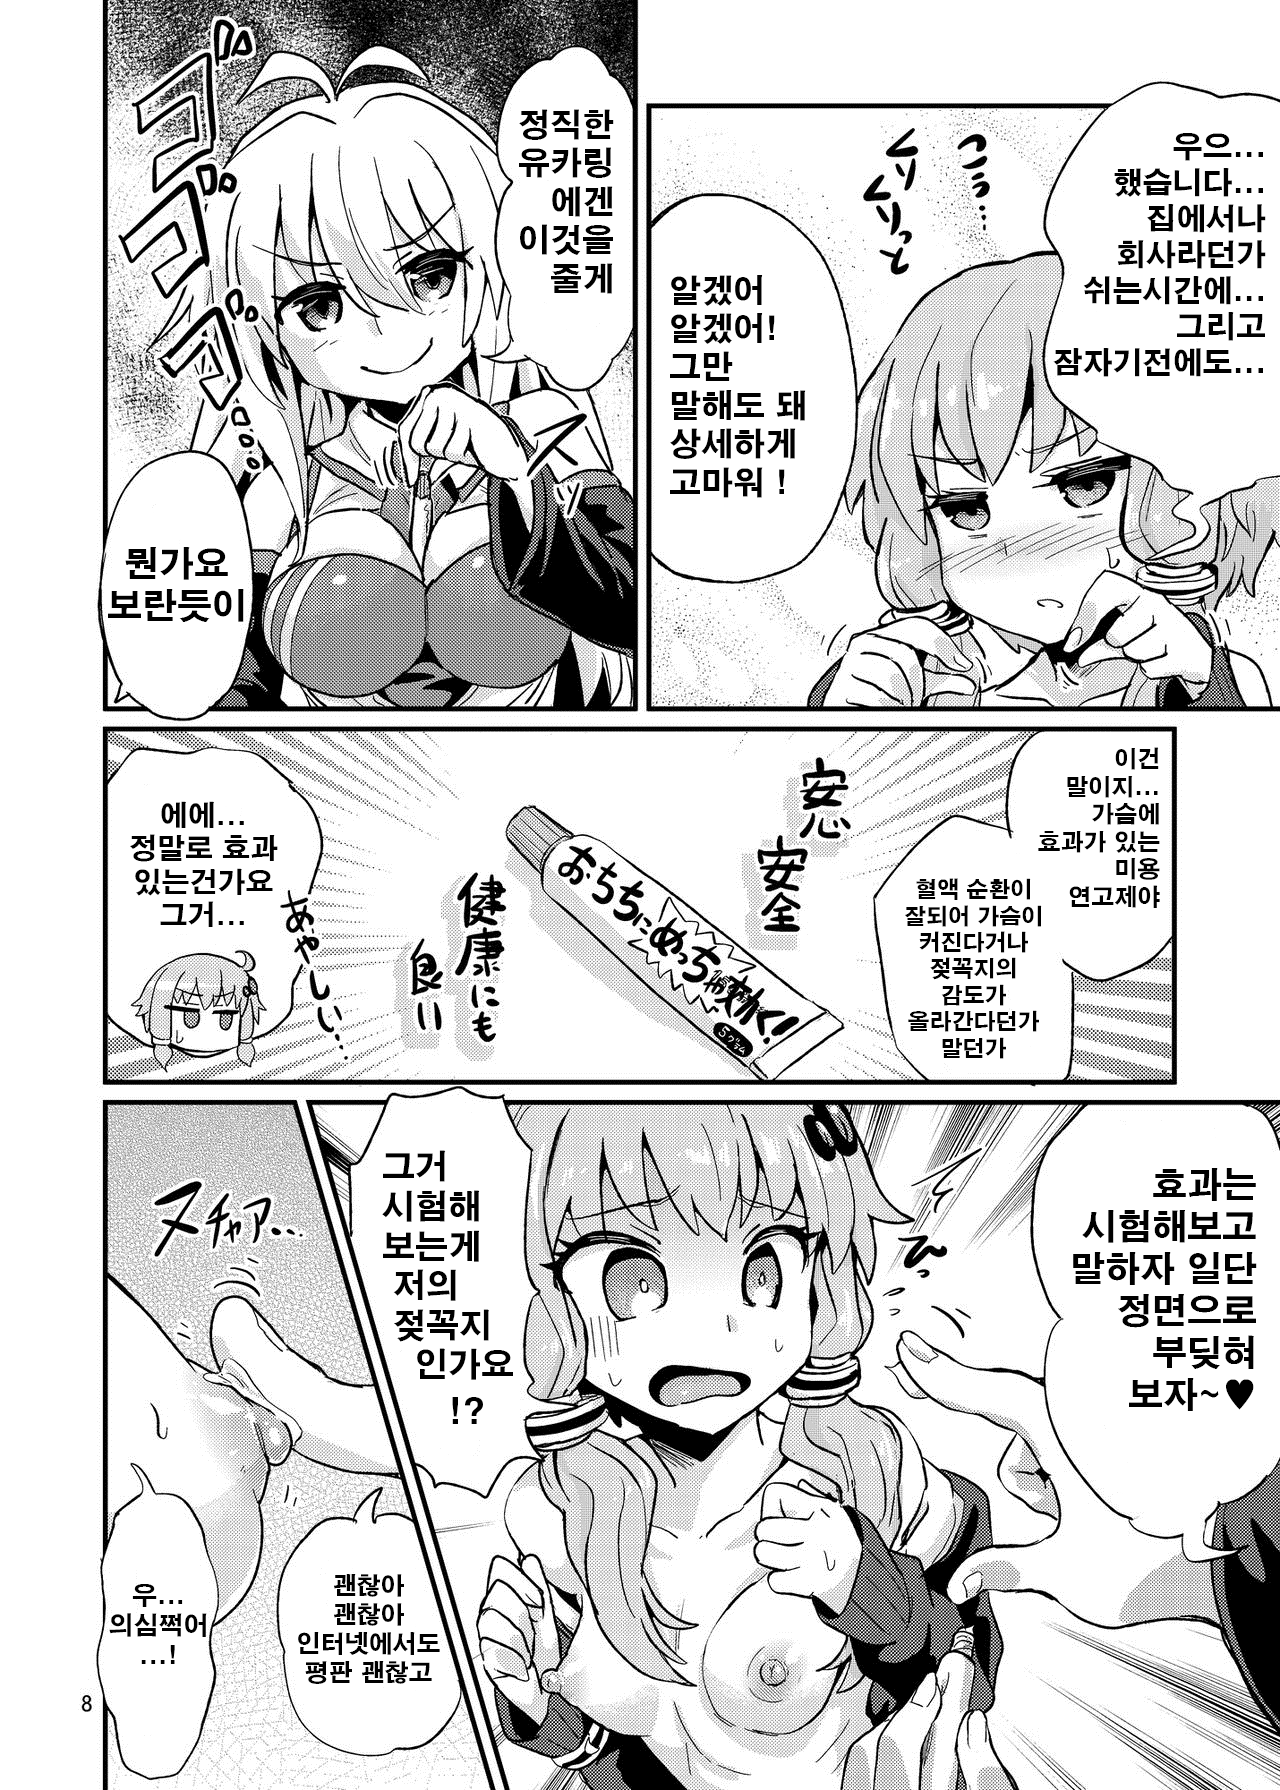 우으...
했습니다...
집에서나
회사라던가
쉬는시간에...
그리고
잠자기전에도...
くりくりっと…
알겠어
알겠어!
그만
말해도 돼
상세하게
고마워 !
정직한
유카링
에겐
이것을
줄게
ゴゴゴゴ…
ス
뭔가요
보란듯이
이건
말이지...
가슴에
효과가 있는
미용
연고제야
혈액 순환이
잘되어 가슴이
커진다거나
젖꼭지의
감도가
올라간다던가
말던가
安心
安全
おちちに
めっちゃ
効く!
5グラム
健康にも
良い
에에...
정말로 효과
있는건가요
그거...
あやしい…
효과는
시험해보고
말하자 일단
정면으로
부딪혀
보자~♥
그거
시험해
보는게
저의
젖꼭지
인가요
!?
ヌチャア…
괜찮아
괜찮아
인터넷에서도
평판 괜찮고
우...
의심쩍어
...!
8